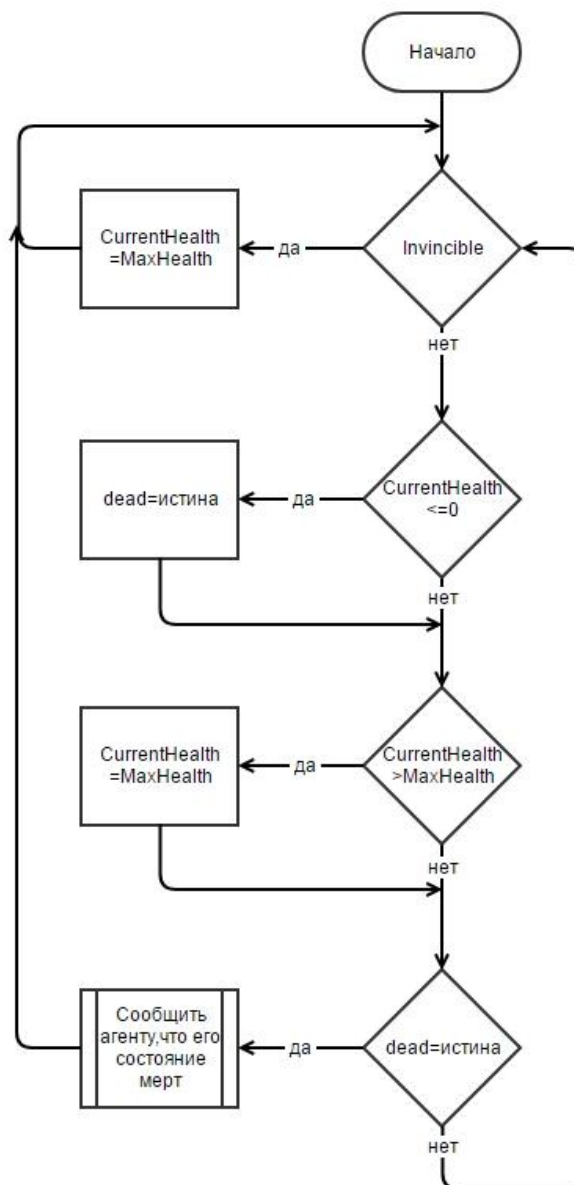 Начало
Invincible
да
CurrentHealth
=MaxHealth
нет
CurrentHealth
<=0
да
dead=истина
нет
CurrentHealth
>MaxHealth
да
CurrentHealth
=MaxHealth
нет
dead=истина
да
Сообщить
агенту,что его
состояние
мерт
нет